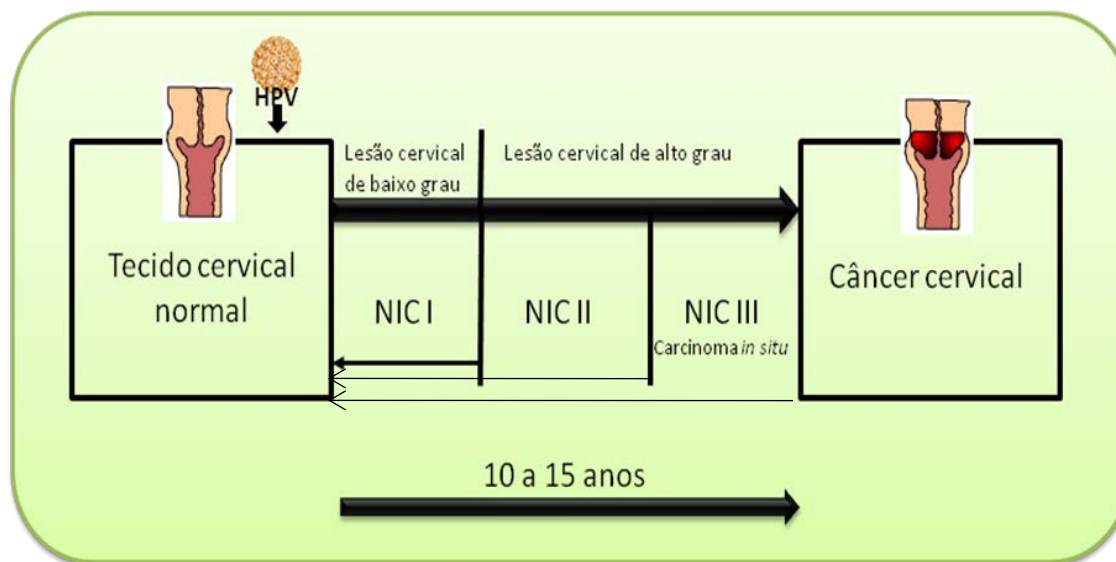 HPV
Lesão cervical
de baixo grau
Lesão cervical de alto grau
Tecido cervical
normal
NIC I
NIC II
NIC III
Carcinoma in situ
Câncer cervical
10 a 15 anos